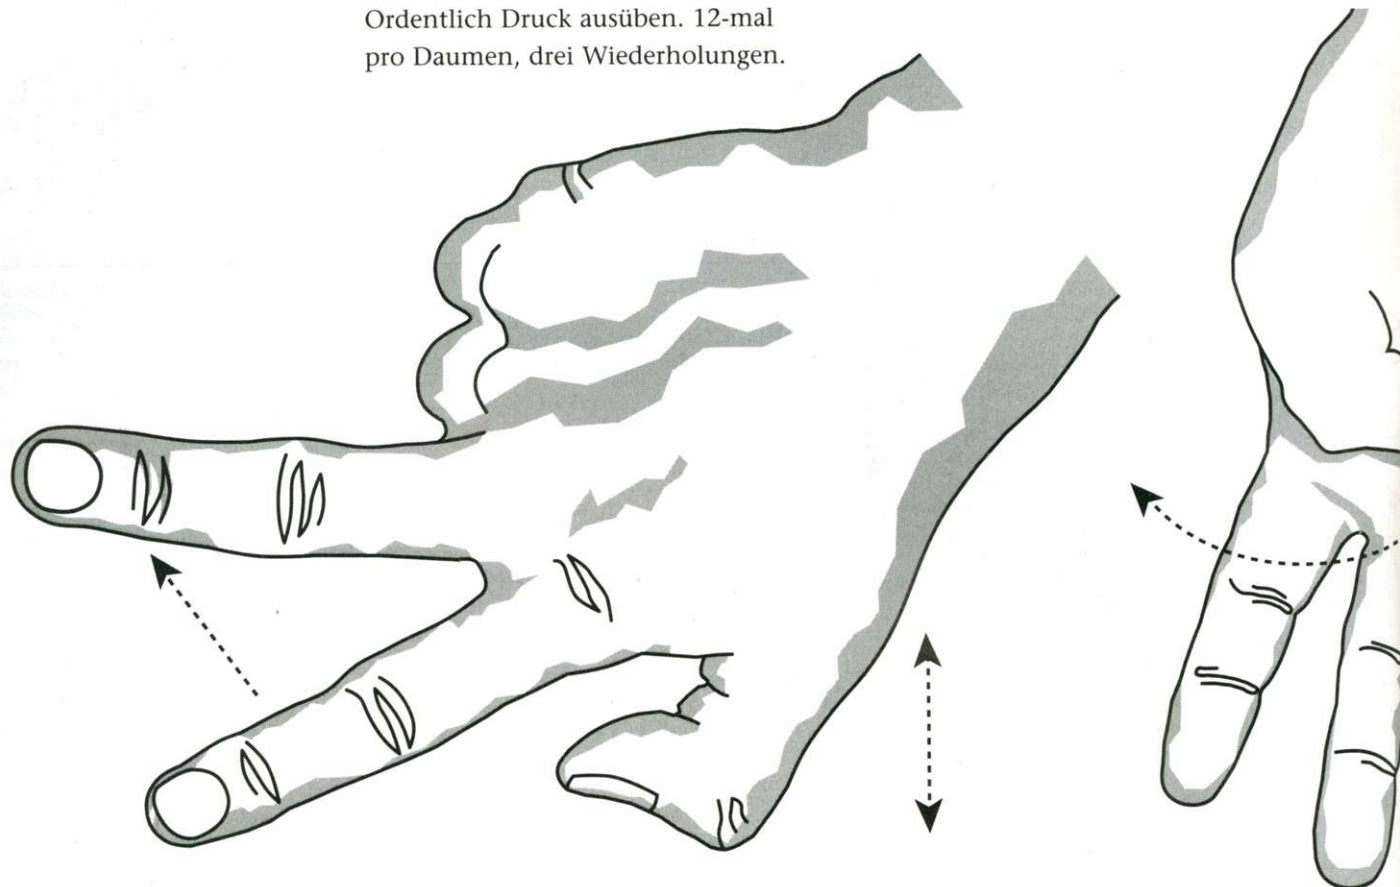 Ordentlich Druck ausüben. 12-mal
pro Daumen, drei Wiederholungen.